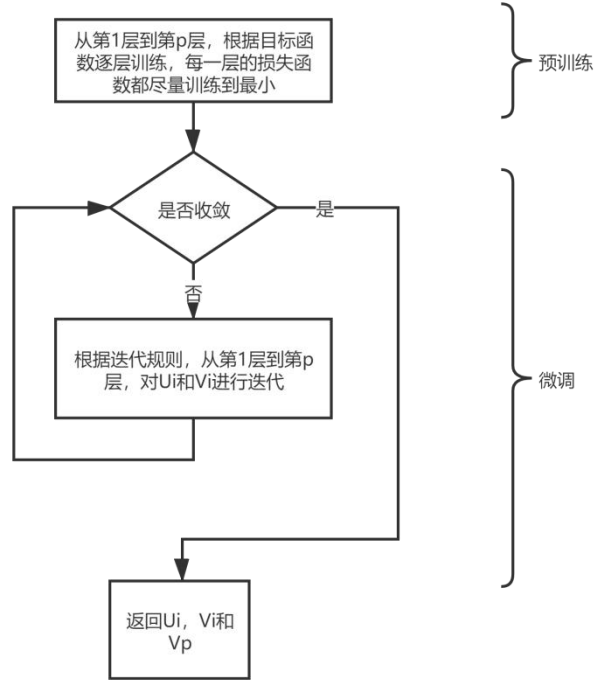 从第1层到第p层，根据目标函
数逐层训练，每一层的损失函
数都尽量训练到最小
预训练
是否收敛
是
否
根据迭代规则，从第1层到第p
层，对Ui和Vi进行迭代
微调
返回Ui，Vi和
Vp